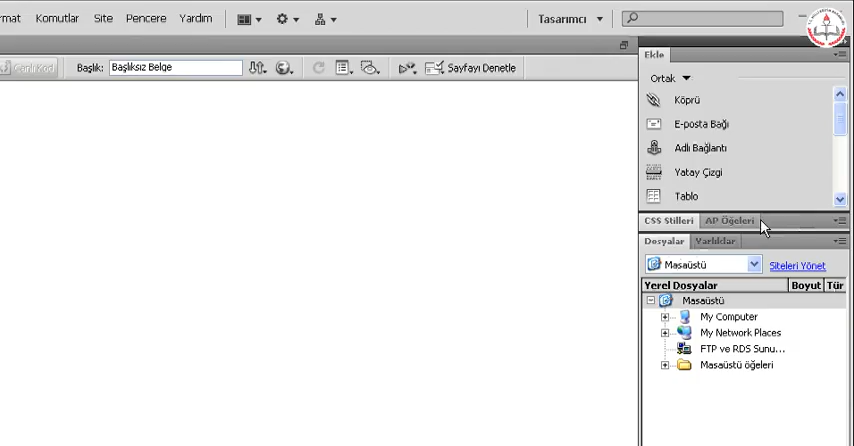 rmat Komutlar Site Pencere Yardım
Tasarımcı
Canlı Kod Başlık: Başlıksız Belge Sayfayı Denetle
Ekle
Ortak
Köprü
E-posta Bağı
Adlı Bağlantı
Yatay Çizgi
Tablo
CSS Stilleri AP Öğeleri
Dosyalar Varlıklar
Masaüstü Siteleri Yönet
Yerel Dosyalar Boyut Tür
Masaüstü
My Computer
My Network Places
FTP ve RDS Sunu...
Masaüstü öğeleri